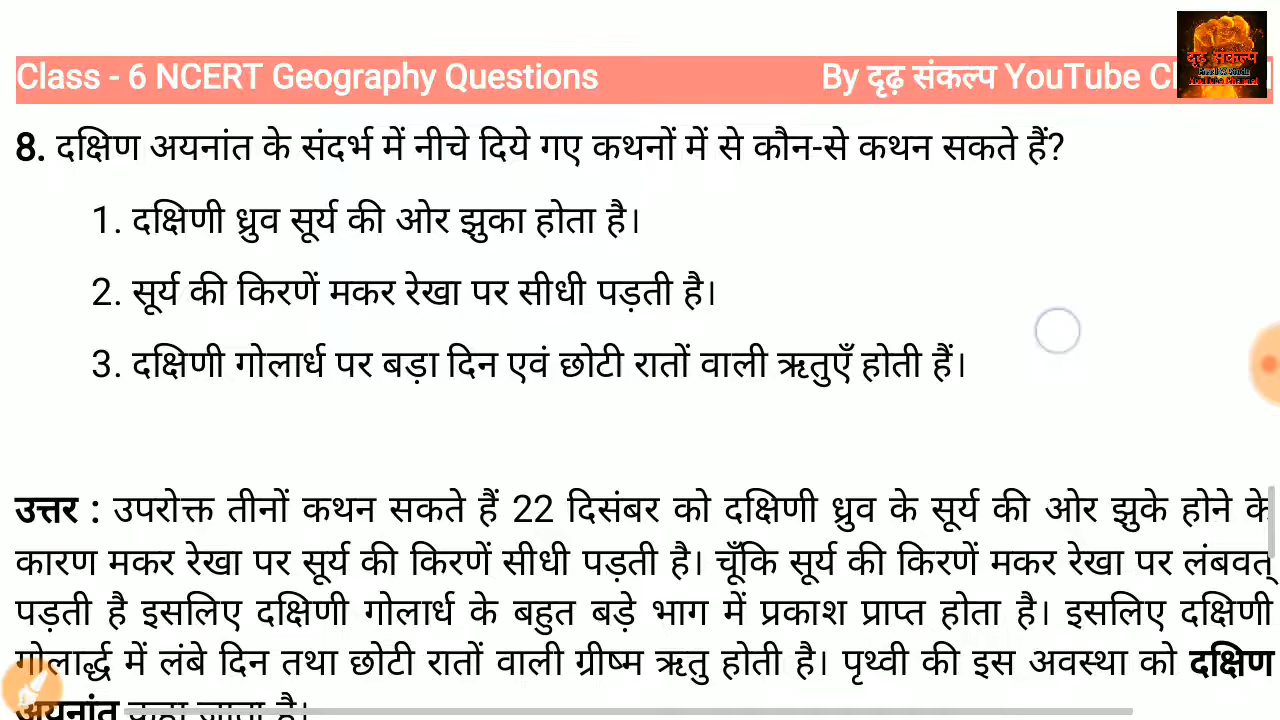 दृढ़ संकल्प
Class - 6 NCERT Geography Questions By दृढ़ संकल्प YouTube
8. दक्षिण अयनांत के संदर्भ में नीचे दिये गए कथनों में से कौन-से कथन सकते हैं?
1. दक्षिणी ध्रुव सूर्य की ओर झुका होता है।
2. सूर्य की किरणें मकर रेखा पर सीधी पड़ती है।
3. दक्षिणी गोलार्ध पर बड़ा दिन एवं छोटी रातों वाली ऋतुएँ होती हैं।
उत्तर : उपरोक्त तीनों कथन सकते हैं 22 दिसंबर को दक्षिणी ध्रुव के सूर्य की ओर झुके होने के
कारण मकर रेखा पर सूर्य की किरणें सीधी पड़ती है। चूँकि सूर्य की किरणें मकर रेखा पर लंबवत्
पड़ती है इसलिए दक्षिणी गोलार्ध के बहुत बड़े भाग में प्रकाश प्राप्त होता है। इसलिए दक्षिणी
गोलार्द्ध में लंबे दिन तथा छोटी रातों वाली ग्रीष्म ऋतु होती है। पृथ्वी की इस अवस्था को दक्षिण
अयनांत कहा जाता है।